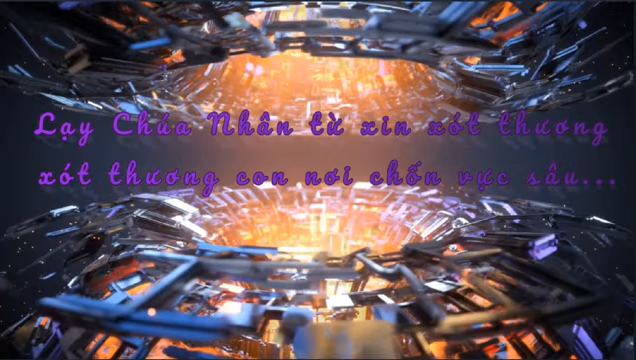 Lạy Chúa Nhân từ xin xót thương
xót thương con nơi chốn vực sâu...